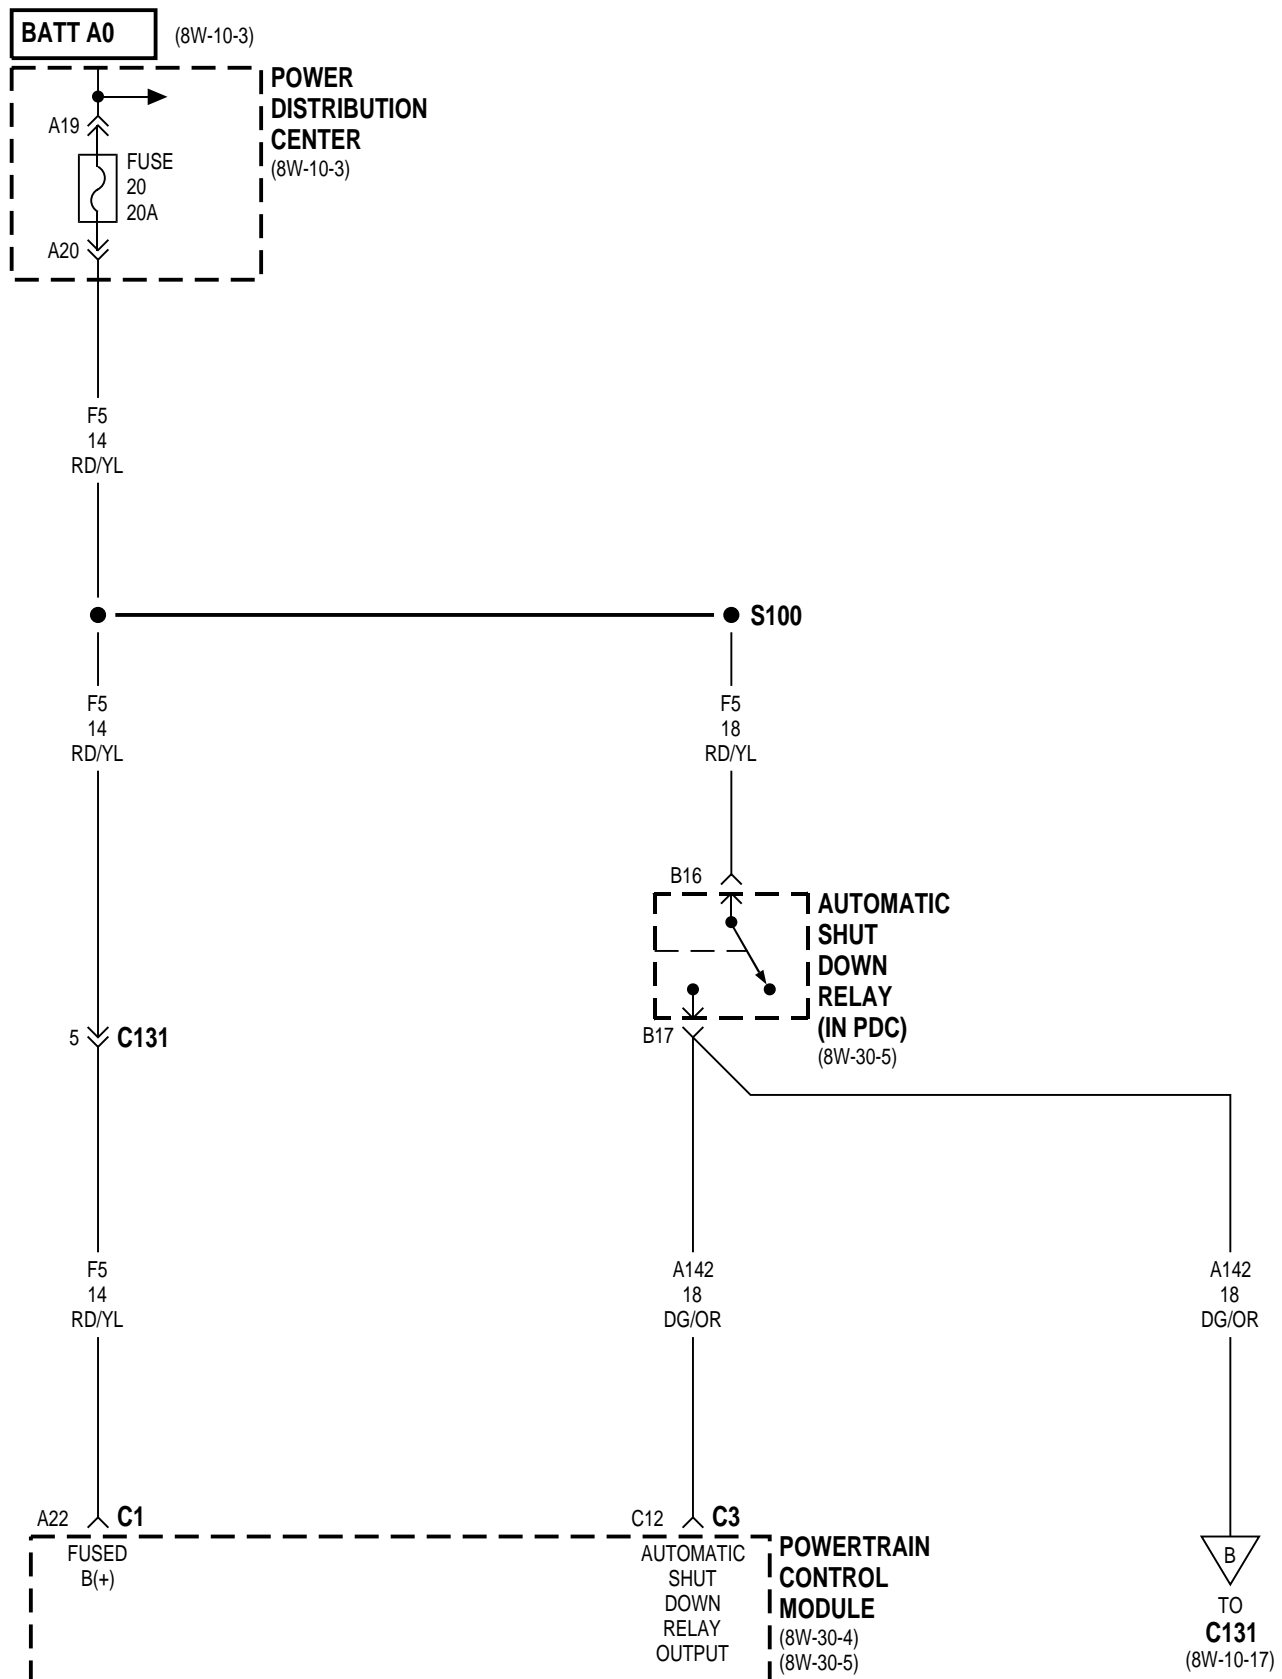 BATT A0
(8W-10-3)
POWER
DISTRIBUTION
CENTER
(8W-10-3)
A19
FUSE
20
20A
A20
F5
14
RD/YL
S100
F5
14
RD/YL
F5
18
RD/YL
B16
AUTOMATIC
SHUT
DOWN
RELAY
(IN PDC)
(8W-30-5)
B17
5
C131
F5
14
RD/YL
A142
18
DG/OR
A142
18
DG/OR
A22
C1
C12
C3
FUSED
B(+)
AUTOMATIC
SHUT
DOWN
RELAY
OUTPUT
POWERTRAIN
CONTROL
MODULE
(8W-30-4)
(8W-30-5)
B
TO
C131
(8W-10-17)